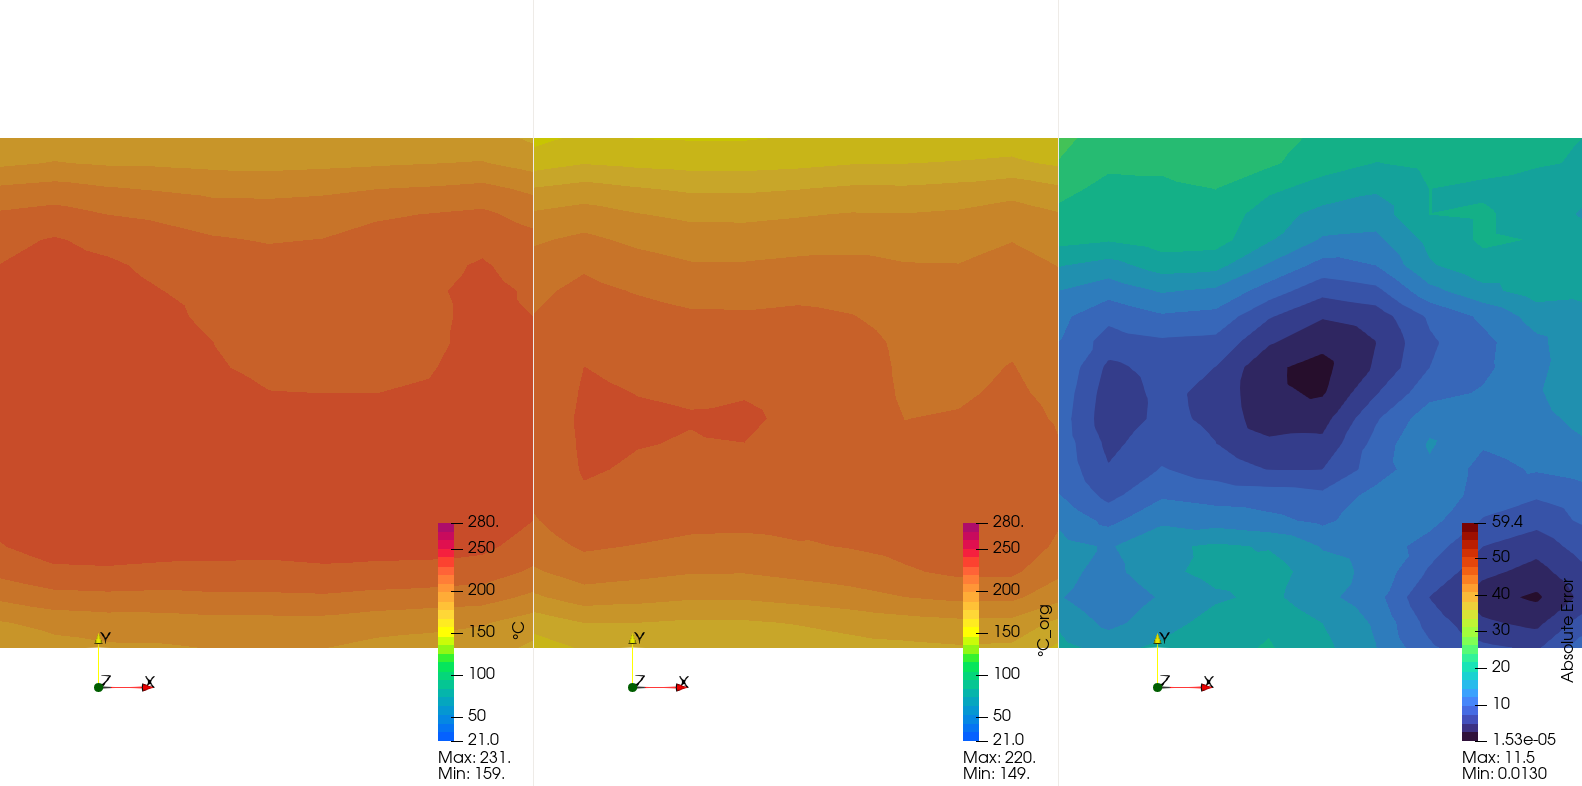 280.
250
200
150
100
50
21.0
°C
Max: 231.
Min: 159.
Y
Z
X
280.
250
200
150
100
50
21.0
°C_org
Max: 220.
Min: 149.
Y
Z
X
59.4
50
40
30
20
10
1.53e-05
Absolute Error
Max: 11.5
Min: 0.0130
Y
Z
X